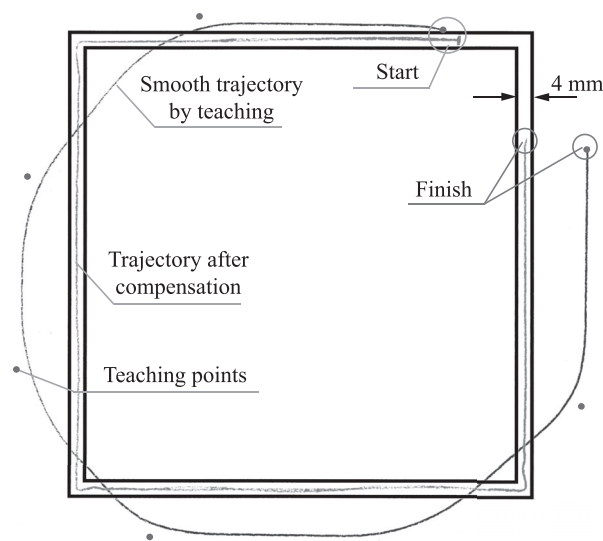 Start
Smooth trajectory
by teaching
4 mm
Finish
Trajectory after
compensation
Teaching points